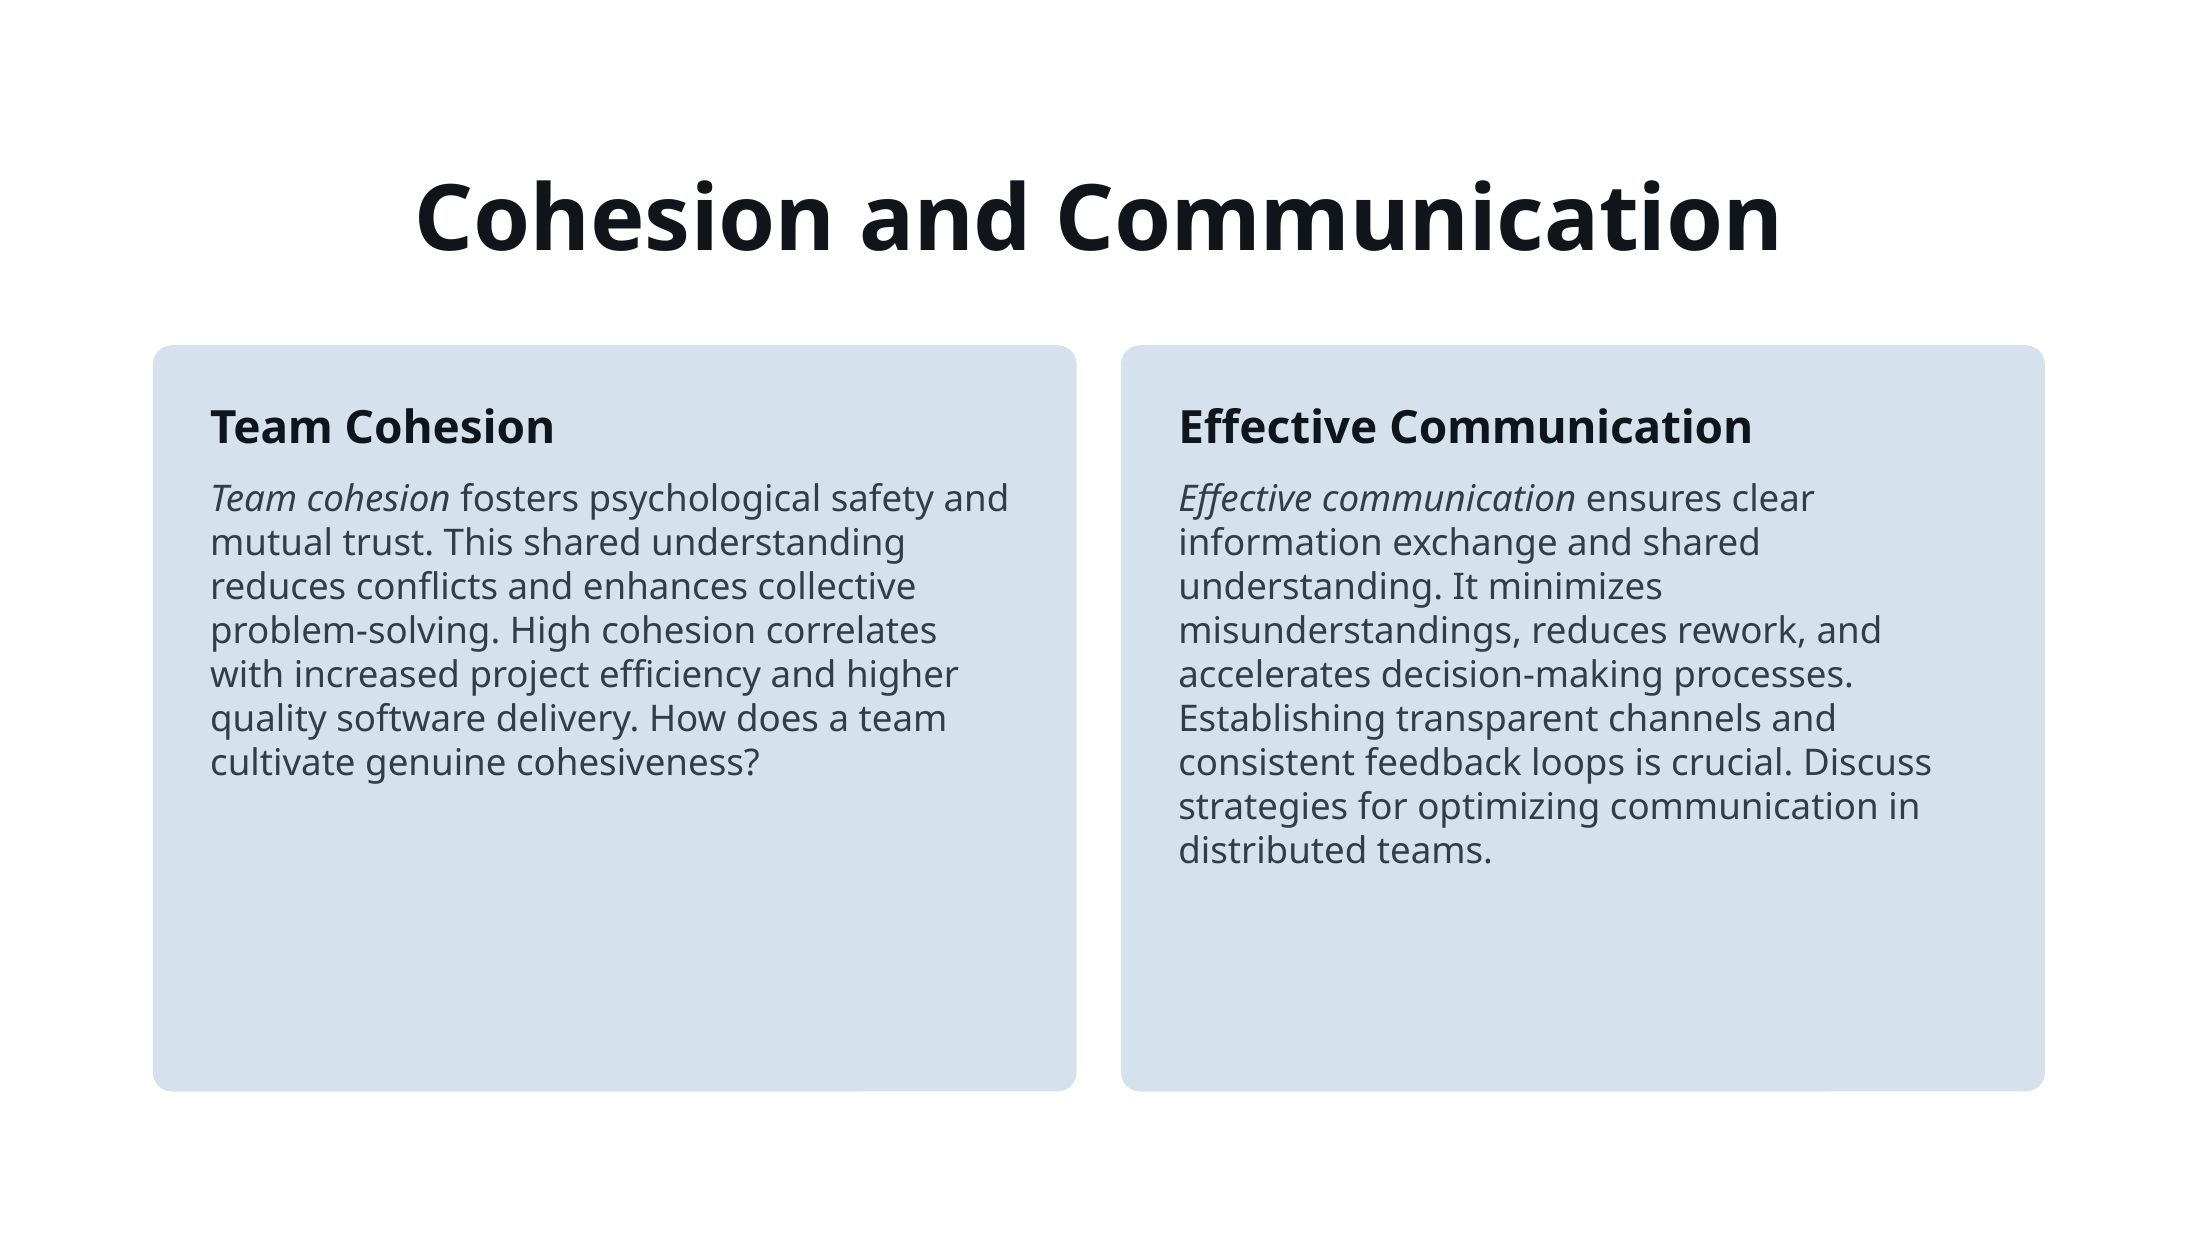 Cohesion and Communication
Team Cohesion
Team cohesion fosters psychological safety and
mutual trust. This shared understanding
reduces conflicts and enhances collective
problem-solving. High cohesion correlates
with increased project efficiency and higher
quality software delivery. How does a team
cultivate genuine cohesiveness?
Effective Communication
Effective communication ensures clear
information exchange and shared
understanding. It minimizes
misunderstandings, reduces rework, and
accelerates decision-making processes.
Establishing transparent channels and
consistent feedback loops is crucial. Discuss
strategies for optimizing communication in
distributed teams.